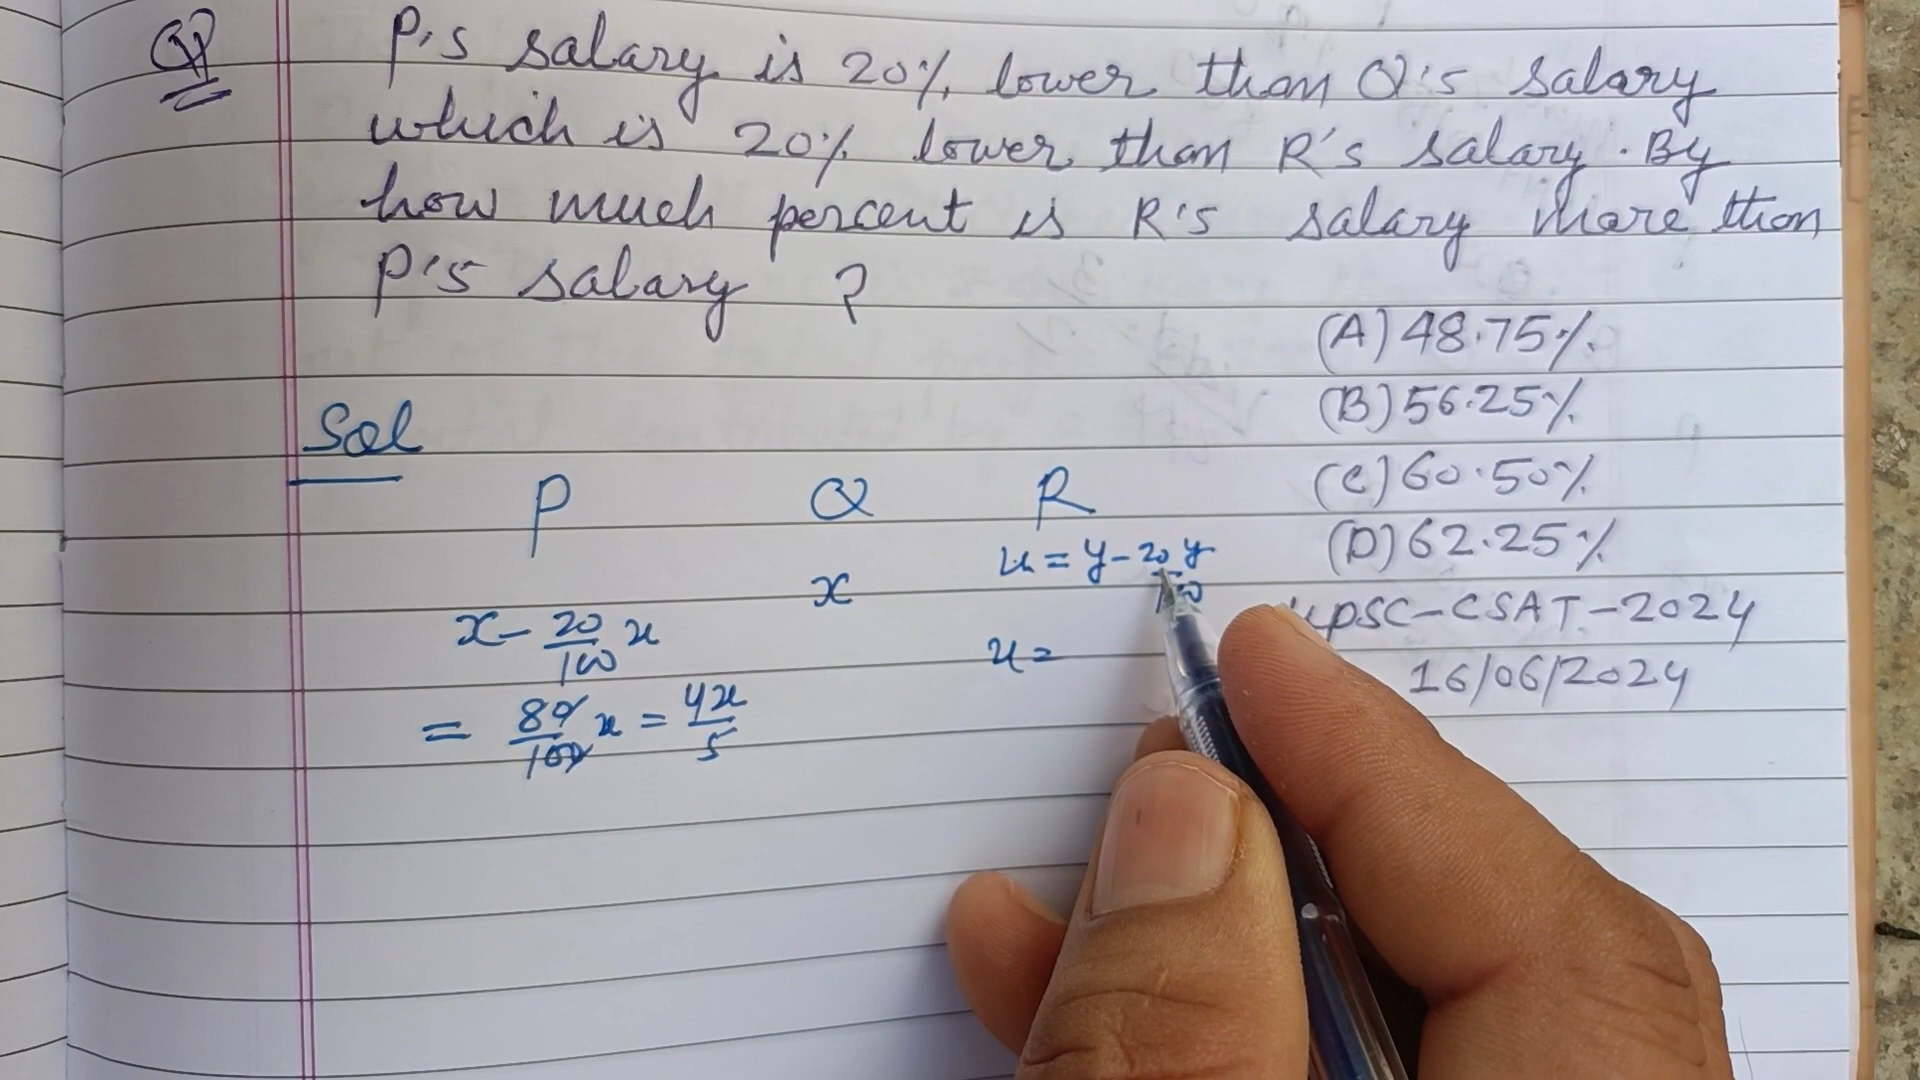 Q1 P's salary is 20% lower than Q's salary
which is 20% lower than R's salary. By
how much percent is R's salary more than
P's salary ?
(A) 48.75%
(B) 56.25%
(C) 60.50%
(D) 62.25%
UPSC-CSAT-2024
16/06/2024
Sol
P Q R
x = y - 20/100 y
x
x - 20/100 x
x =
= 80/100 x = 4x/5